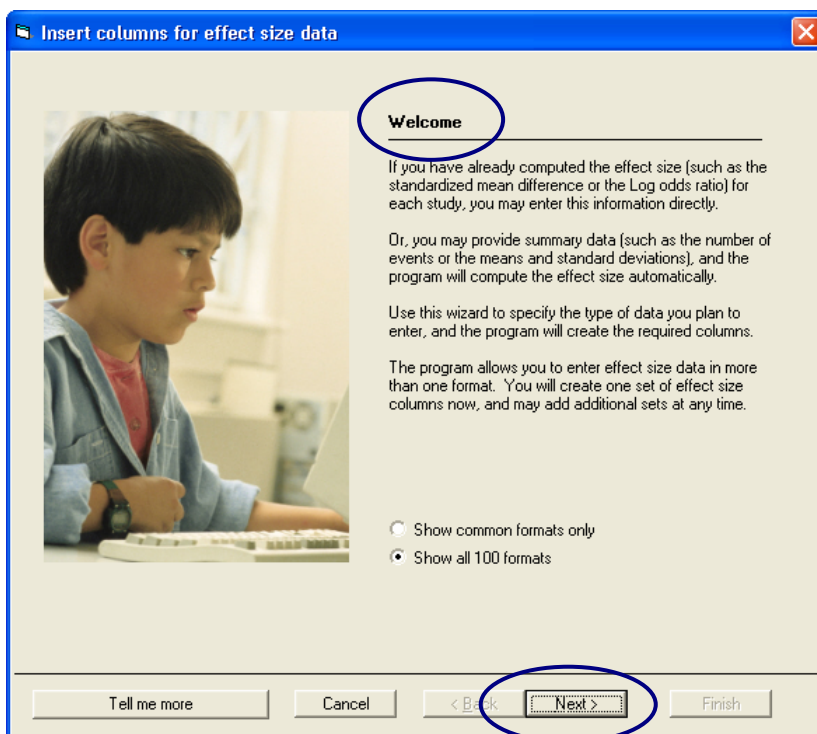 Insert columns for effect size data
Welcome
If you have already computed the effect size (such as the
standardized mean difference or the Log odds ratio) for
each study, you may enter this information directly.
Or, you may provide summary data (such as the number of
events or the means and standard deviations), and the
program will compute the effect size automatically.
Use this wizard to specify the type of data you plan to
enter, and the program will create the required columns.
The program allows you to enter effect size data in more
than one format. You will create one set of effect size
columns now, and may add additional sets at any time.
Show common formats only
Show all 100 formats
Tell me more Cancel < Back Next > Finish